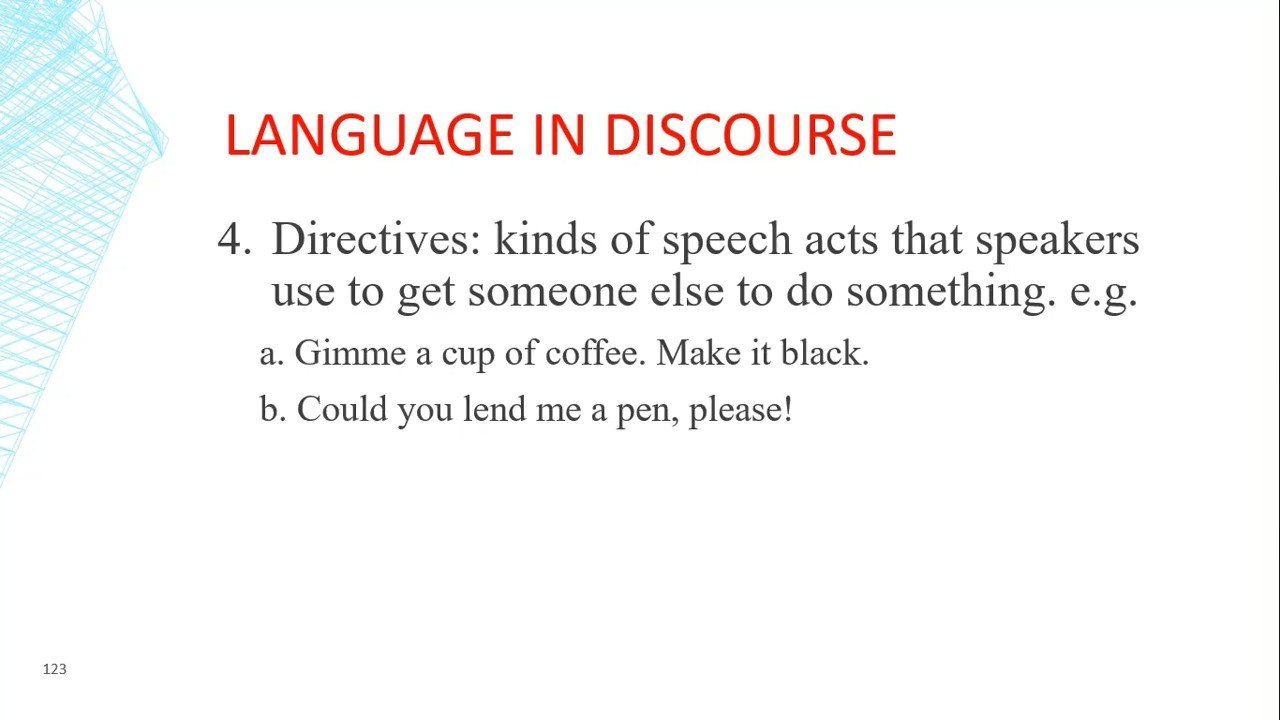 LANGUAGE IN DISCOURSE
4. Directives: kinds of speech acts that speakers
use to get someone else to do something. e.g.
a. Gimme a cup of coffee. Make it black.
b. Could you lend me a pen, please!
123